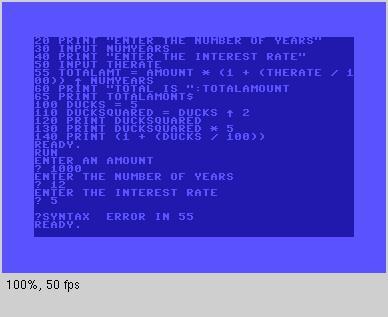 20 PRINT "ENTER THE NUMBER OF YEARS"
30 INPUT NUMYEARS
40 PRINT "ENTER THE INTEREST RATE"
50 INPUT THERATE
55 TOTALAMT = AMOUNT * (1 + (THERATE / 1
00)) ↑ NUMYEARS
60 PRINT "TOTAL IS ":TOTALAMOUNT
65 PRINT TOTALAMONT$
100 DUCKS = 5
110 DUCKSQUARED = DUCKS ↑ 2
120 PRINT DUCKSQUARED
130 PRINT DUCKSQUARED * 5
140 PRINT (1 + (DUCKS / 100))
READY.
RUN
ENTER AN AMOUNT
? 1000
ENTER THE NUMBER OF YEARS
? 12
ENTER THE INTEREST RATE
? 5
?SYNTAX  ERROR IN 55
READY.
100%, 50 fps